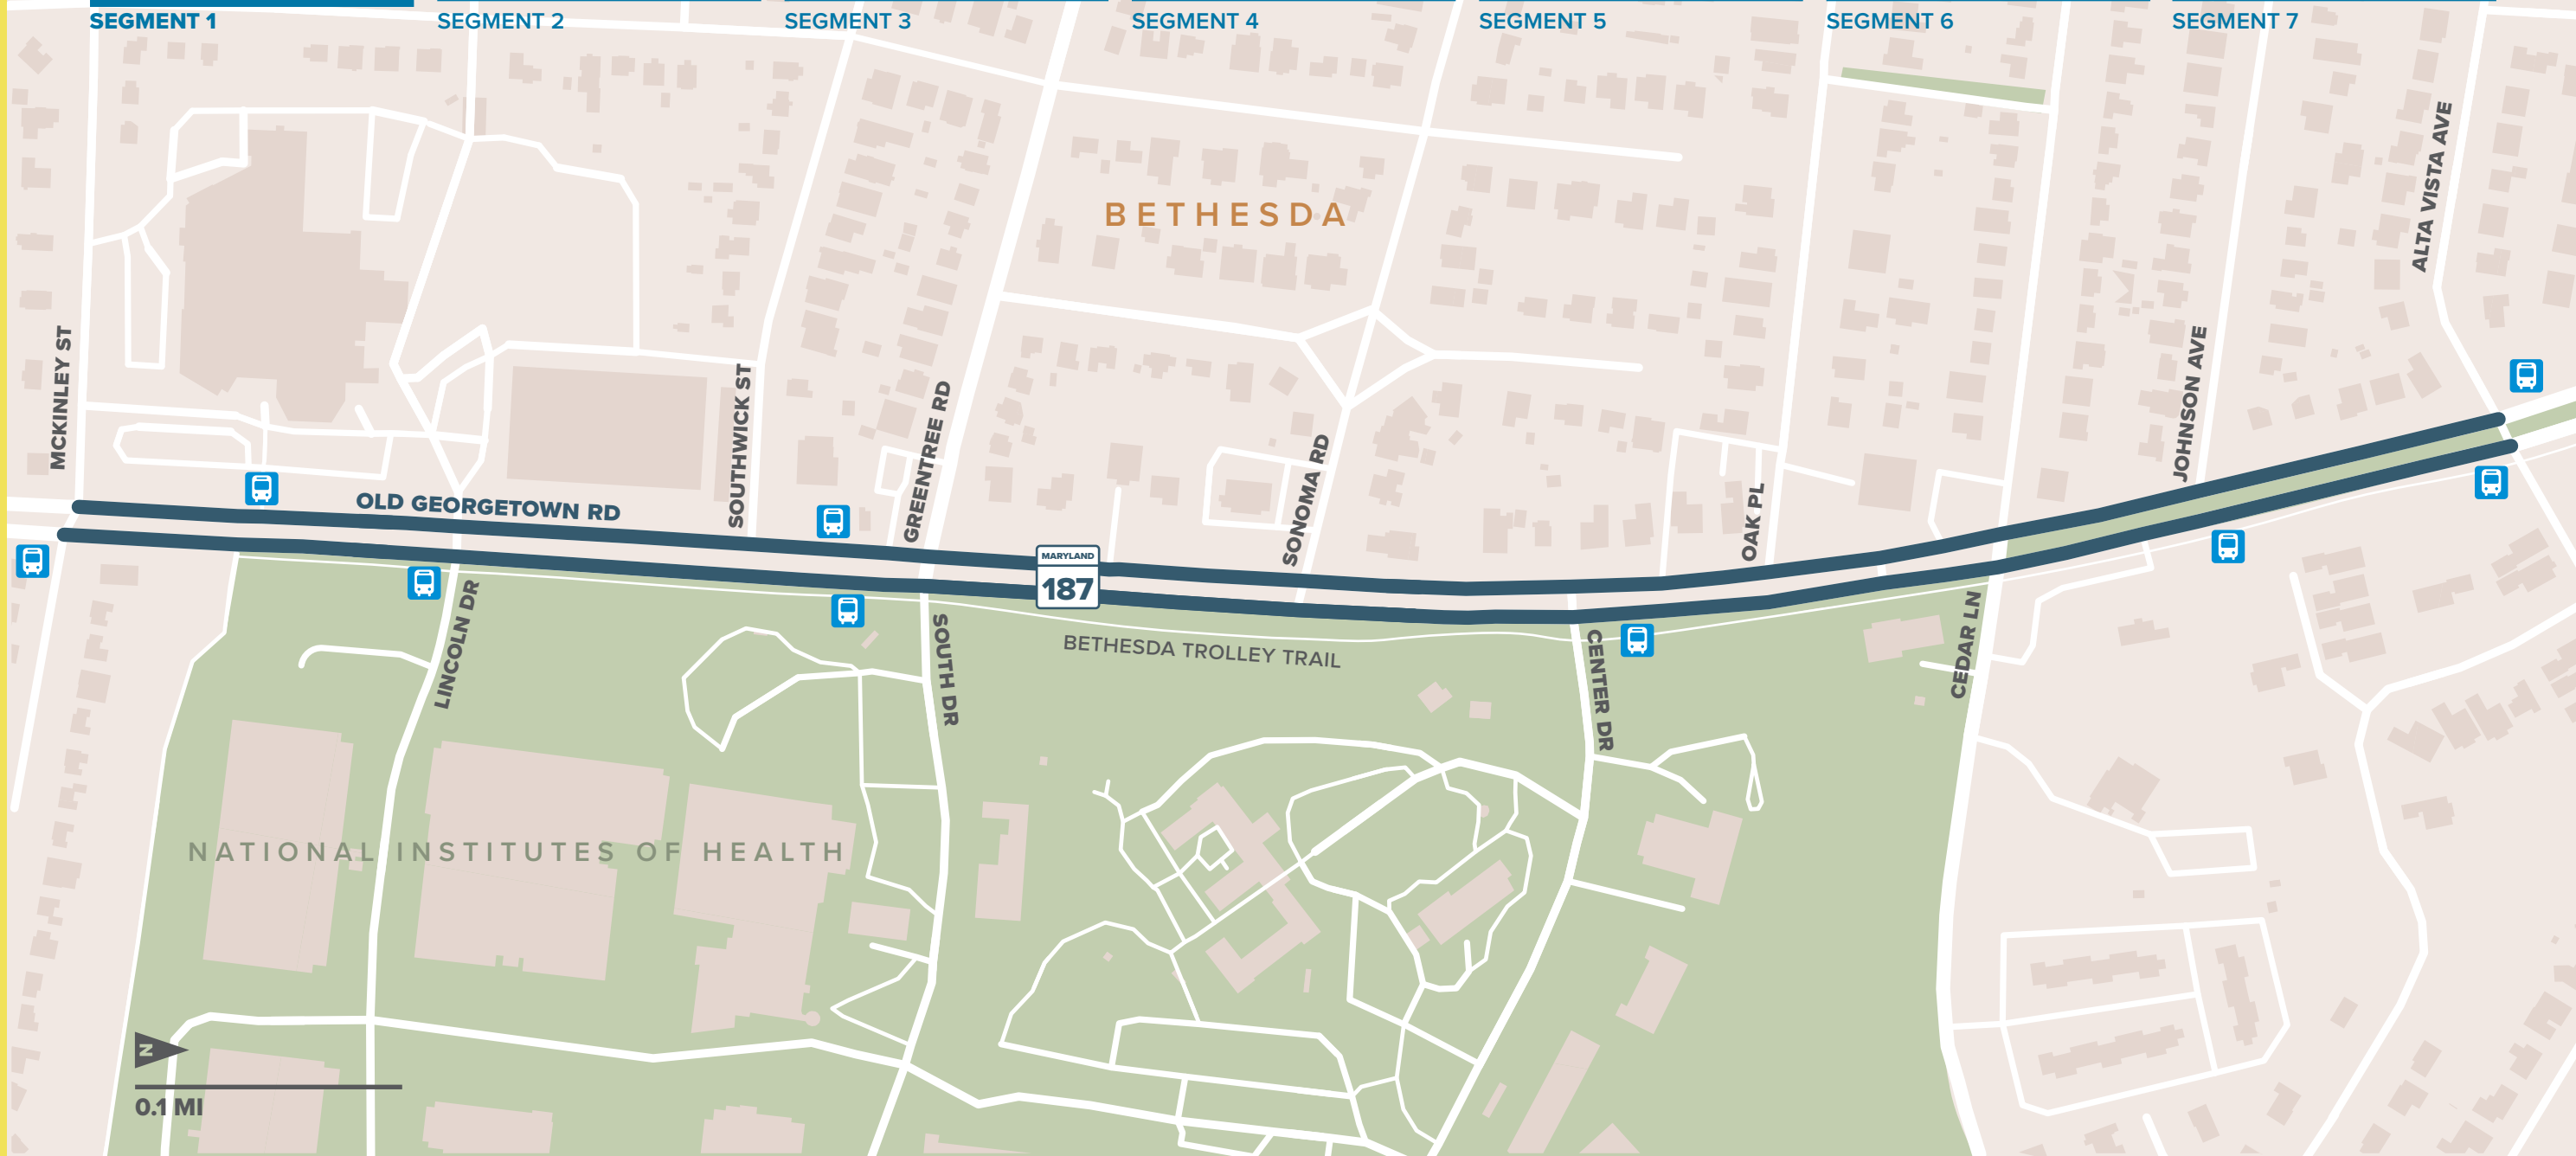 SEGMENT 1
SEGMENT 2
SEGMENT 3
SEGMENT 4
SEGMENT 5
SEGMENT 6
SEGMENT 7
ALTA VISTA AVE
BETHESDA
MCKINLEY ST
SOUTHWICK ST
GREENTREE RD
SONOMA RD
OAK PL
JOHNSON AVE
OLD GEORGETOWN RD
MARYLAND
187
LINCOLN DR
SOUTH DR
BETHESDA TROLLEY TRAIL
CENTER DR
CEDAR LN
NATIONAL INSTITUTES OF HEALTH
N
0.1 MI